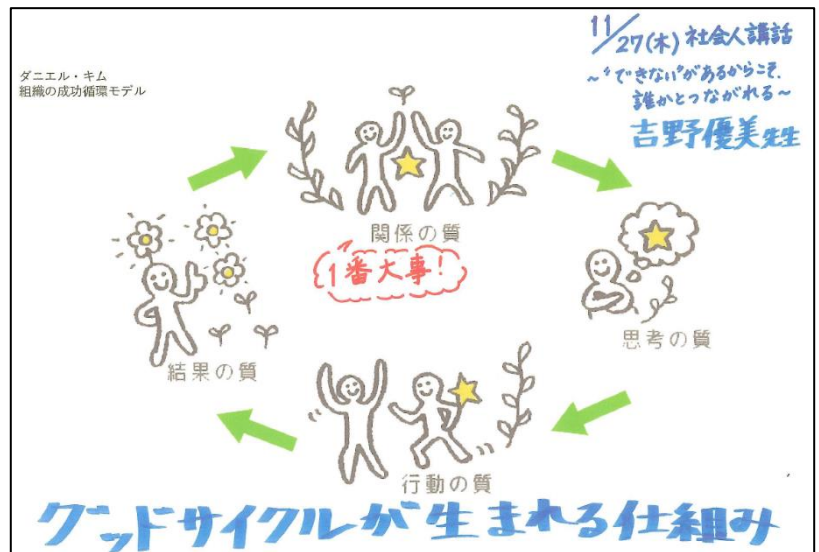 ダニエル・キム
組織の成功循環モデル
11/27(木) 社会人講話
~“できない”があるからこそ、
誰かとつながれる~
吉野優美先生
関係の質
1番大事!
思考の質
結果の質
行動の質
グッドサイクルが生まれる仕組み